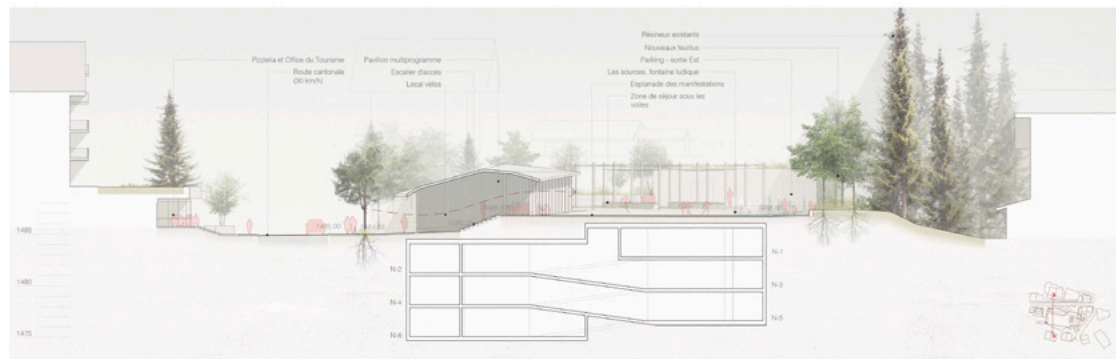 Pizzeria et Office du Tourisme
Route cantonale
(30 km/h)
Pavillon multiprogramme
Escalier d'accès
Local vélos
Résineux existants
Nouveaux feuillus
Parking - sortie Est
Les sources, fontaine ludique
Esplanade des manifestations
Zone de séjour sous les
voiles
1485
1480
1475
N-2
N-4
N-6
N-1
N-3
N-5